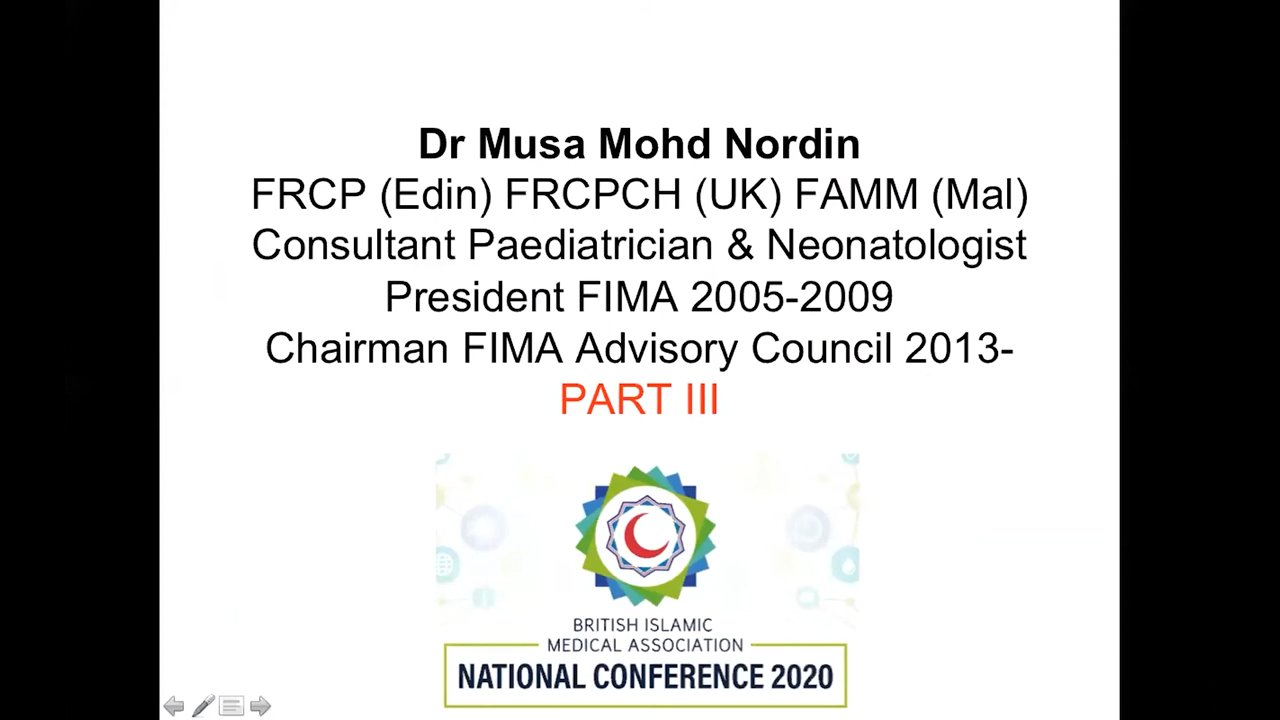 Dr Musa Mohd Nordin
FRCP (Edin) FRCPCH (UK) FAMM (Mal)
Consultant Paediatrician & Neonatologist
President FIMA 2005-2009
Chairman FIMA Advisory Council 2013-
PART III
BRITISH ISLAMIC
MEDICAL ASSOCIATION
NATIONAL CONFERENCE 2020